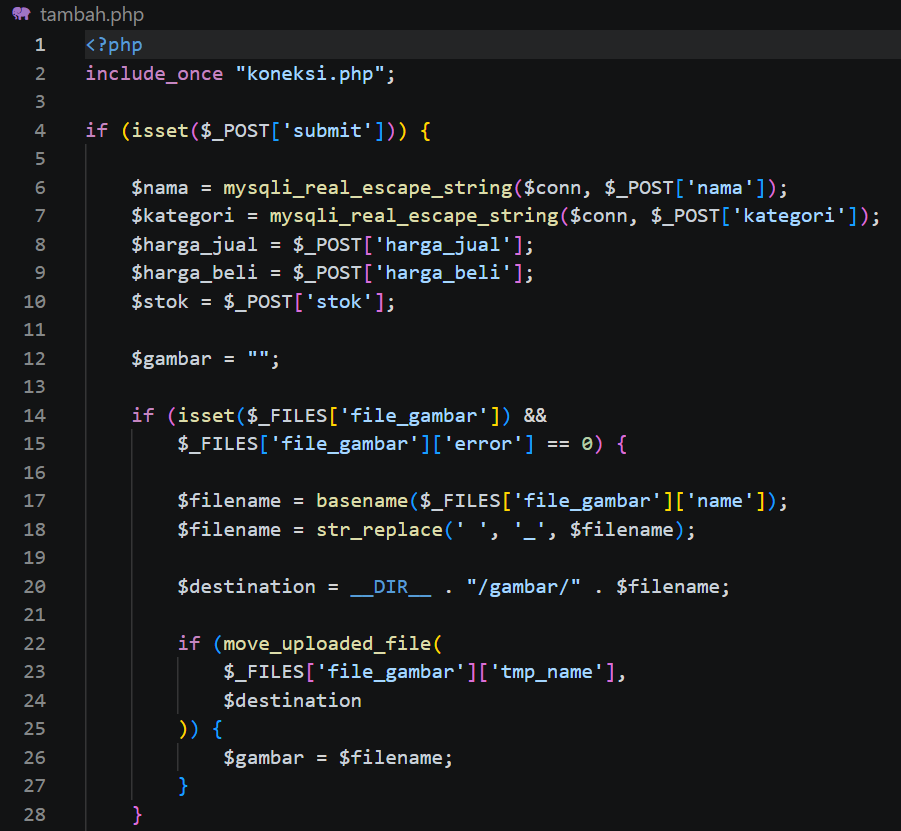 tambah.php
1 <?php
2 include_once "koneksi.php";
3
4 if (isset($_POST['submit'])) {
5
6 $nama = mysqli_real_escape_string($conn, $_POST['nama']);
7 $kategori = mysqli_real_escape_string($conn, $_POST['kategori']);
8 $harga_jual = $_POST['harga_jual'];
9 $harga_beli = $_POST['harga_beli'];
10 $stok = $_POST['stok'];
11
12 $gambar = "";
13
14 if (isset($_FILES['file_gambar']) &&
15 $_FILES['file_gambar']['error'] == 0) {
16
17 $filename = basename($_FILES['file_gambar']['name']);
18 $filename = str_replace(' ', '_', $filename);
19
20 $destination = __DIR__ . "/gambar/" . $filename;
21
22 if (move_uploaded_file(
23 $_FILES['file_gambar']['tmp_name'],
24 $destination
25 )) {
26 $gambar = $filename;
27 }
28 }